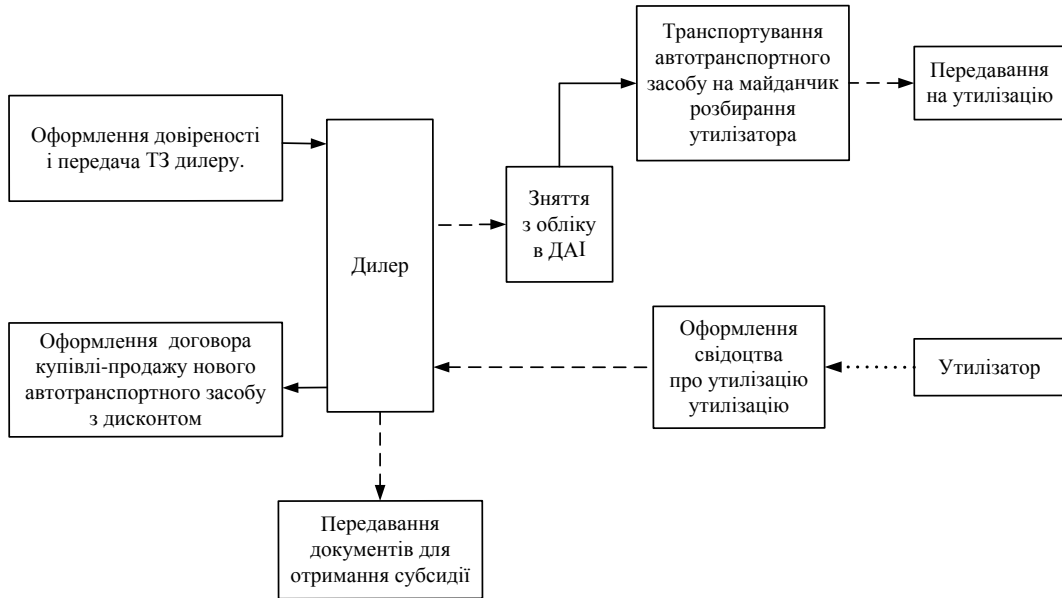 Транспортування
автотранспортного
засобу на майданчик
розбирання
утилізатора
Передавання
на утилізацію
Оформлення довіреності
і передача ТЗ дилеру.
Зняття
з обліку
в ДАІ
Дилер
Оформлення договора
купівлі-продажу нового
автотранспортного засобу
з дисконтом
Оформлення
свідоцтва
про утилізацію
утилізацію
Утилізатор
Передавання
документів для
отримання субсидії